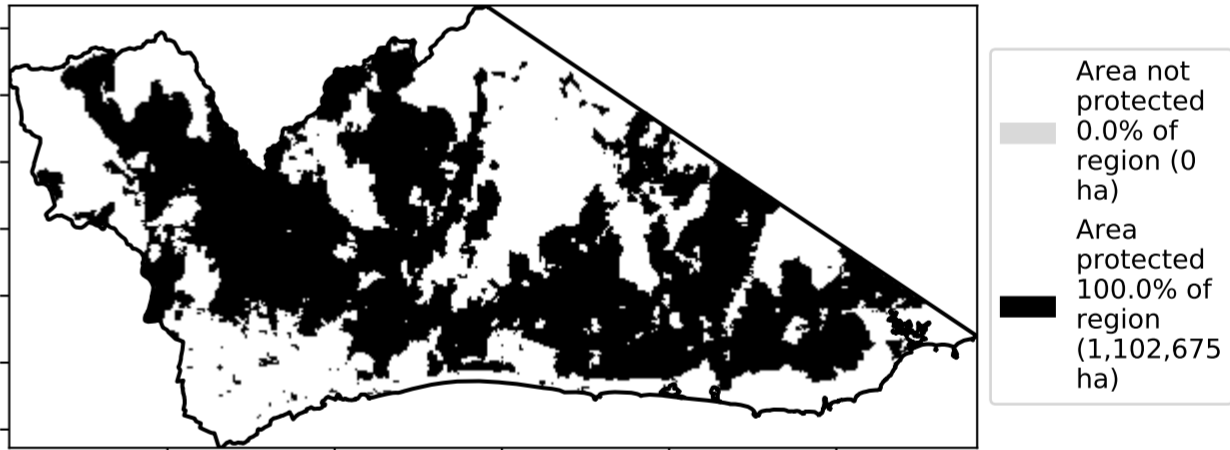 Area not
protected
0.0% of
region (0
ha)
Area
protected
100.0% of
region
(1,102,675
ha)